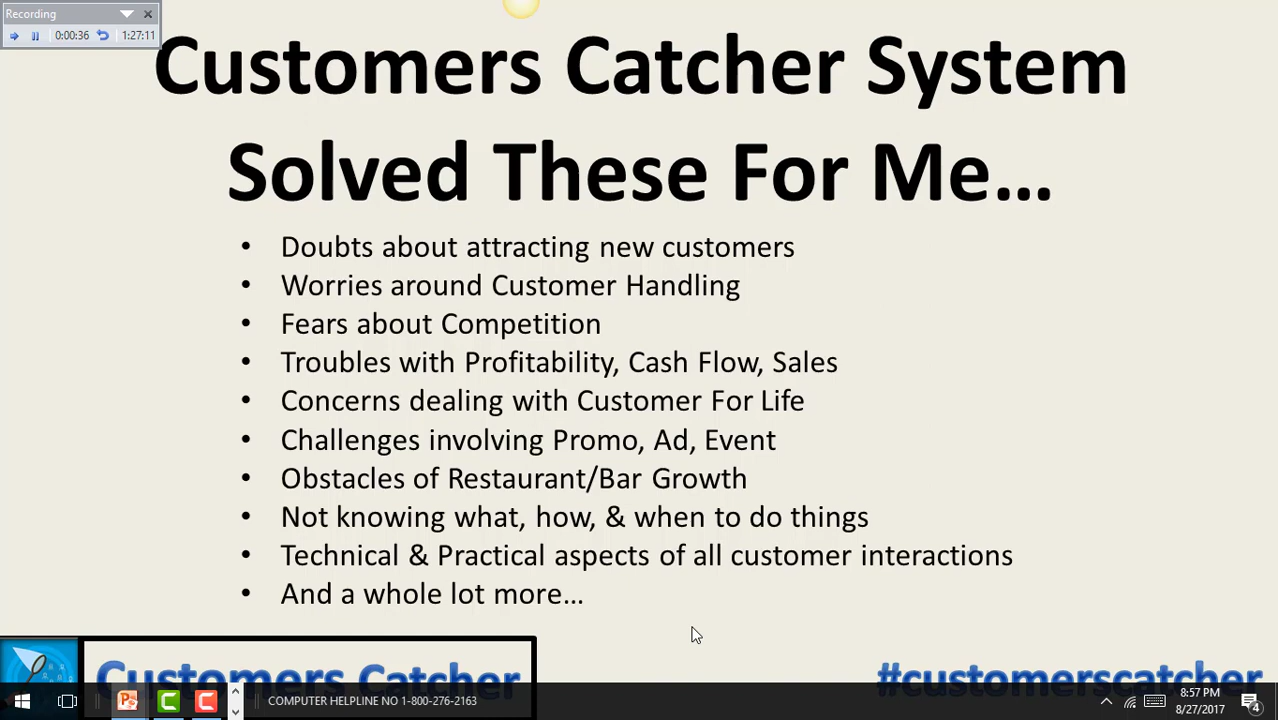 Recording
0:00:36 1:27:11
Customers Catcher System
Solved These For Me...
• Doubts about attracting new customers
• Worries around Customer Handling
• Fears about Competition
• Troubles with Profitability, Cash Flow, Sales
• Concerns dealing with Customer For Life
• Challenges involving Promo, Ad, Event
• Obstacles of Restaurant/Bar Growth
• Not knowing what, how, & when to do things
• Technical & Practical aspects of all customer interactions
• And a whole lot more...
Customers Catcher
#customerscatcher
COMPUTER HELPLINE NO 1-800-276-2163
8:57 PM
8/27/2017
4